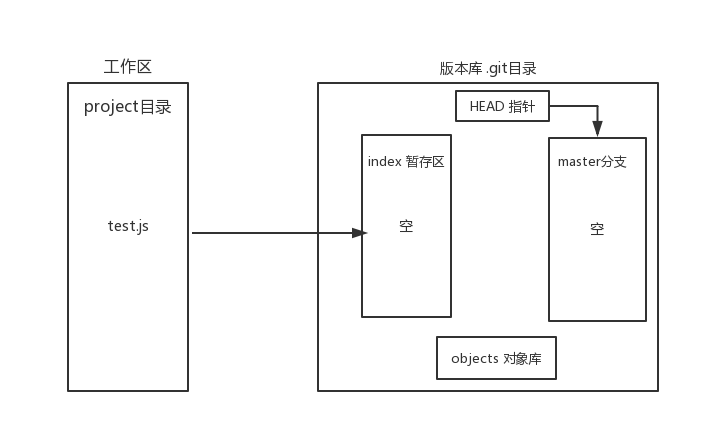 工作区
版本库 .git目录
project目录
HEAD 指针
index 暂存区
master分支
test.js
空
空
objects 对象库